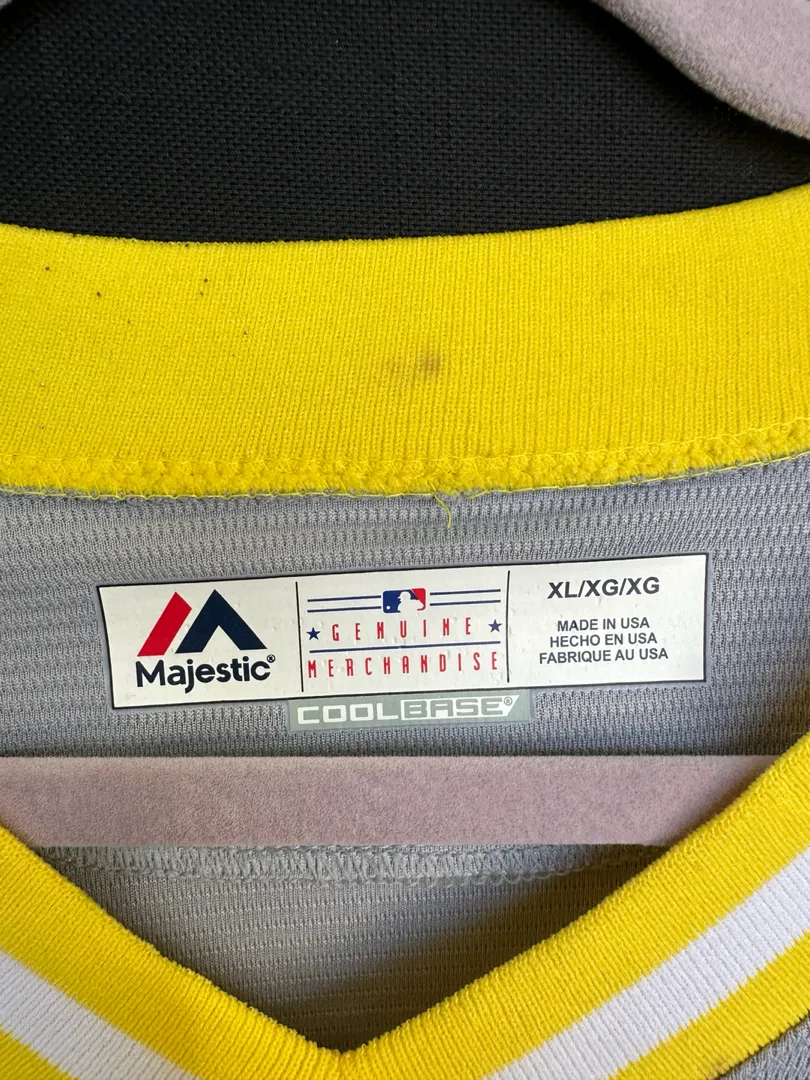 Majestic®
GENUINE
MERCHANDISE
XL/XG/XG
MADE IN USA
HECHO EN USA
FABRIQUE AU USA
COOLBASE®